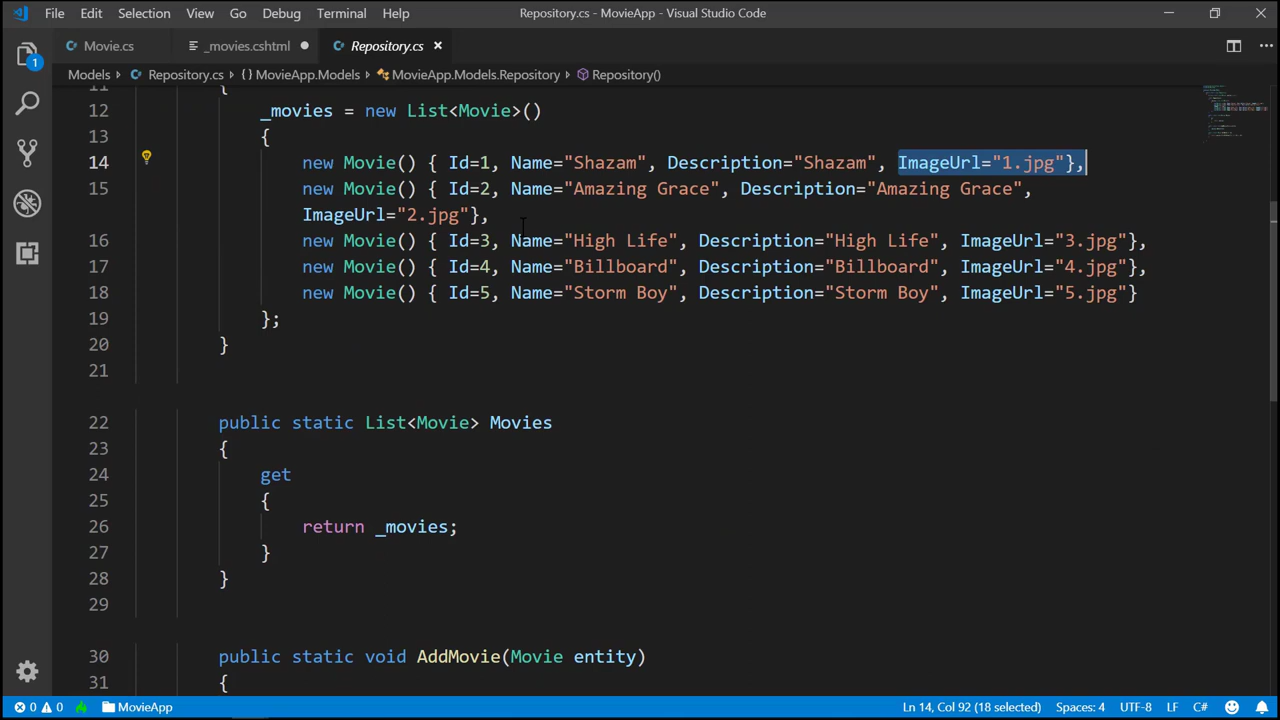 File Edit Selection View Go Debug Terminal Help Repository.cs - MovieApp - Visual Studio Code
Movie.cs _movies.cshtml Repository.cs
Models Repository.cs MovieApp.Models MovieApp.Models.Repository Repository()
1
11 {
12 _movies = new List<Movie>()
13 {
14 new Movie() { Id=1, Name="Shazam", Description="Shazam", ImageUrl="1.jpg"},
15 new Movie() { Id=2, Name="Amazing Grace", Description="Amazing Grace",
ImageUrl="2.jpg"},
16 new Movie() { Id=3, Name="High Life", Description="High Life", ImageUrl="3.jpg"},
17 new Movie() { Id=4, Name="Billboard", Description="Billboard", ImageUrl="4.jpg"},
18 new Movie() { Id=5, Name="Storm Boy", Description="Storm Boy", ImageUrl="5.jpg"}
19 };
20 }
21
22 public static List<Movie> Movies
23 {
24 get
25 {
26 return _movies;
27 }
28 }
29
30 public static void AddMovie(Movie entity)
31 {
0 0 MovieApp Ln 14, Col 92 (18 selected) Spaces: 4 UTF-8 LF C#